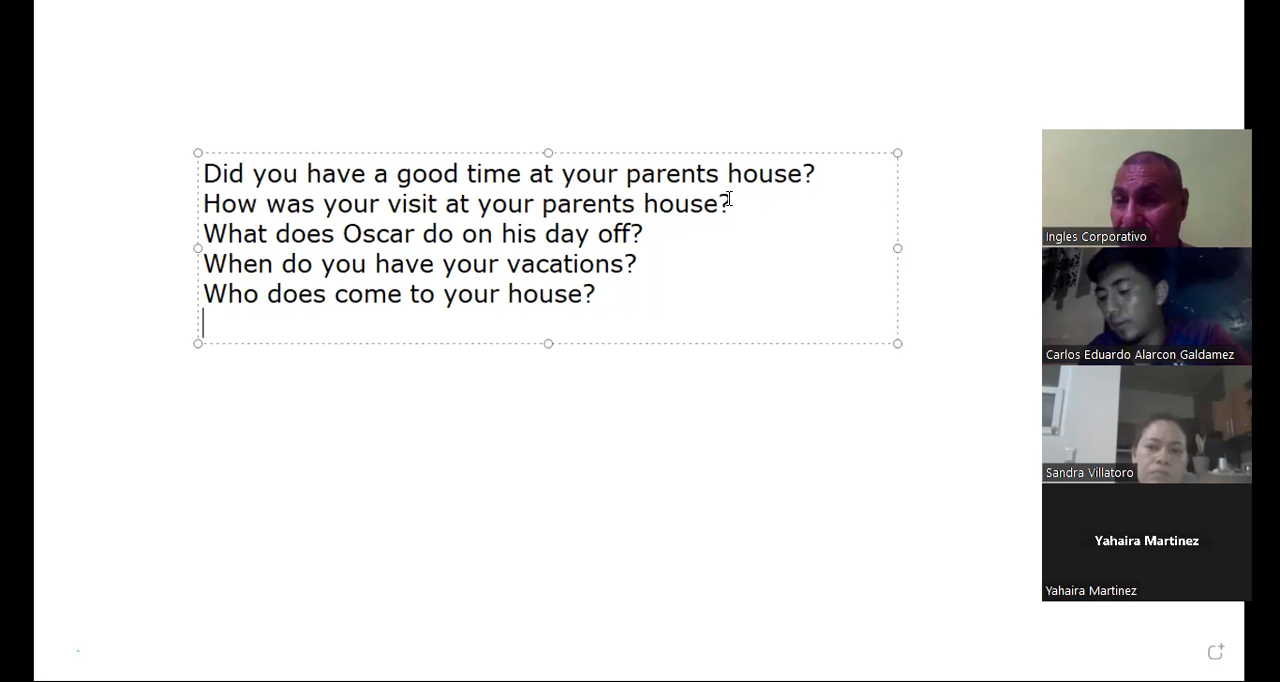 Did you have a good time at your parents house?
How was your visit at your parents house?
What does Oscar do on his day off?
When do you have your vacations?
Who does come to your house?
Ingles Corporativo
Carlos Eduardo Alarcon Galdamez
Sandra Villatoro
Yahaira Martinez
Yahaira Martinez